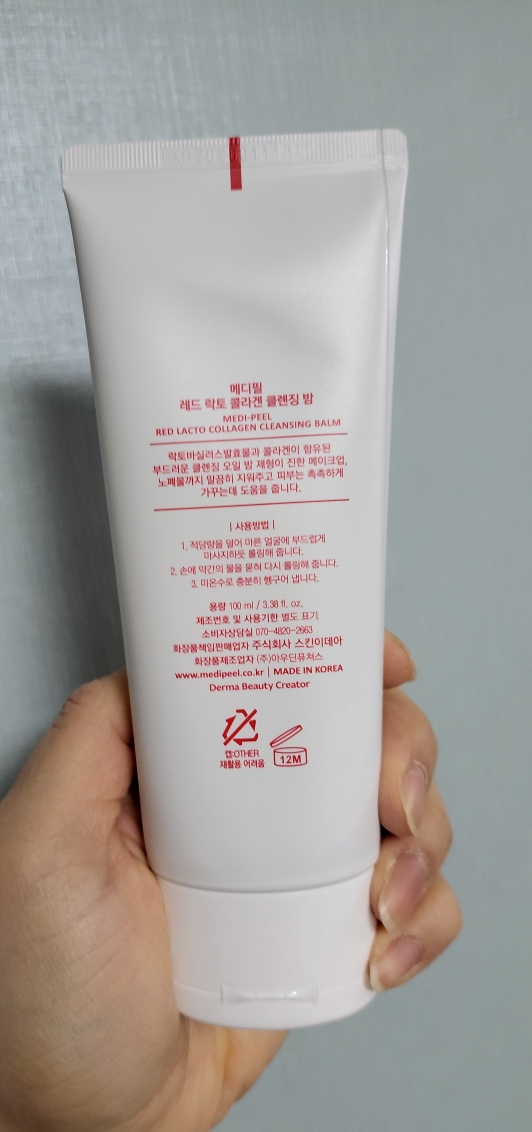 메디필
레드 락토 콜라겐 클렌징 밤
MEDI-PEEL
RED LACTO COLLAGEN CLEANSING BALM
락토바실러스발효물과 콜라겐이 함유된
부드러운 클렌징 오일 밤 제형이 진한 메이크업,
노폐물까지 말끔히 지워주고 피부는 촉촉하게
가꾸는데 도움을 줍니다.
| 사용방법 |
1. 적당량을 덜어 마른 얼굴에 부드럽게
마사지하듯 롤링해 줍니다.
2. 손에 약간의 물을 묻혀 다시 롤링해 줍니다.
3. 미온수로 충분히 헹구어 냅니다.
용량 100 ml / 3.38 fl. oz.
제조번호 및 사용기한 별도 표기
소비자상담실 070-4820-2663
화장품책임판매업자 주식회사 스킨이데아
화장품제조업자 (주)아우딘퓨쳐스
www.medipeel.co.kr | MADE IN KOREA
Derma Beauty Creator
캡:OTHER
재활용 어려움
12M